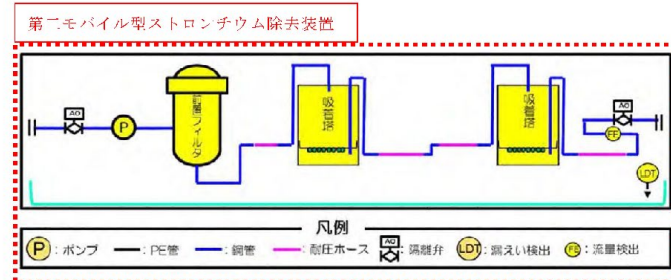 第二モバイル型ストロンチウム除去装置
AO
P
前置フィルタ
吸着塔
吸着塔
AO
FE
LDT
凡例
P：ポンプ
：PE管
：鋼管
：耐圧ホース
AO：隔離弁
LDT：漏えい検出
FE：流量検出